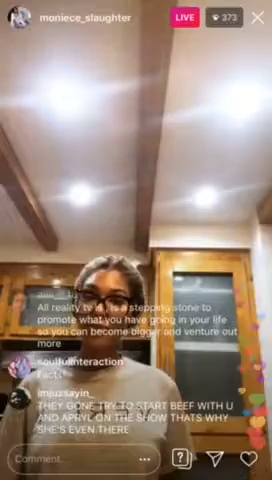 moniece_slaughter
LIVE
373
All reality tv is , is a stepping stone to
promote what you have going in your life
so you can become bigger and venture out
more
soulfulinteraction
Facts
imjussayin_
THEY GONE TRY TO START BEEF WITH U
AND APRYL ON THE SHOW THATS WHY
SHE'S EVEN THERE
Comment...